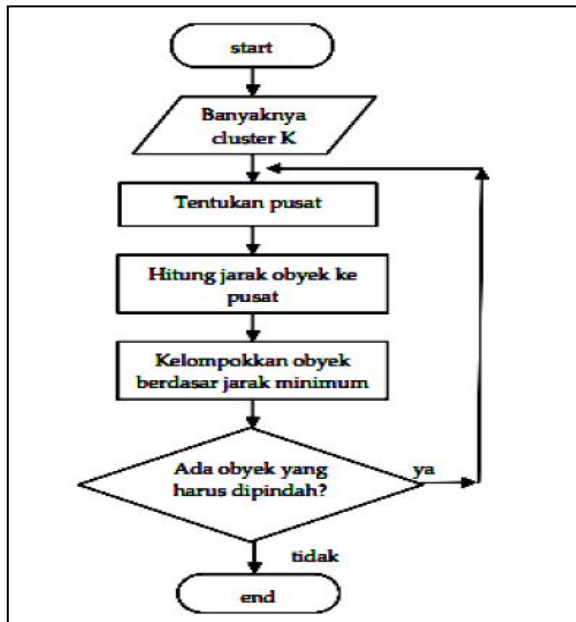 start
Banyaknya
cluster K
Tentukan pusat
Hitung jarak obyek ke
pusat
Kelompokkan obyek
berdasar jarak minimum
Ada obyek yang
harus dipindah?
ya
tidak
end